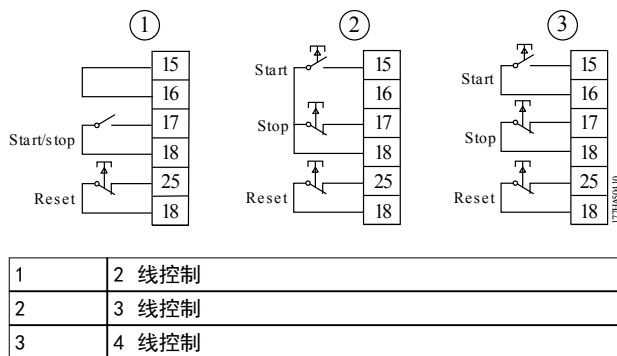 1 2 3
15 Start 15 15
16 16 Start 16
17 17 17
Start/stop 18 Stop 18 Stop 18
25 25 25
Reset 18 Reset 18 Reset 18
1 2 线控制
2 3 线控制
3 4 线控制